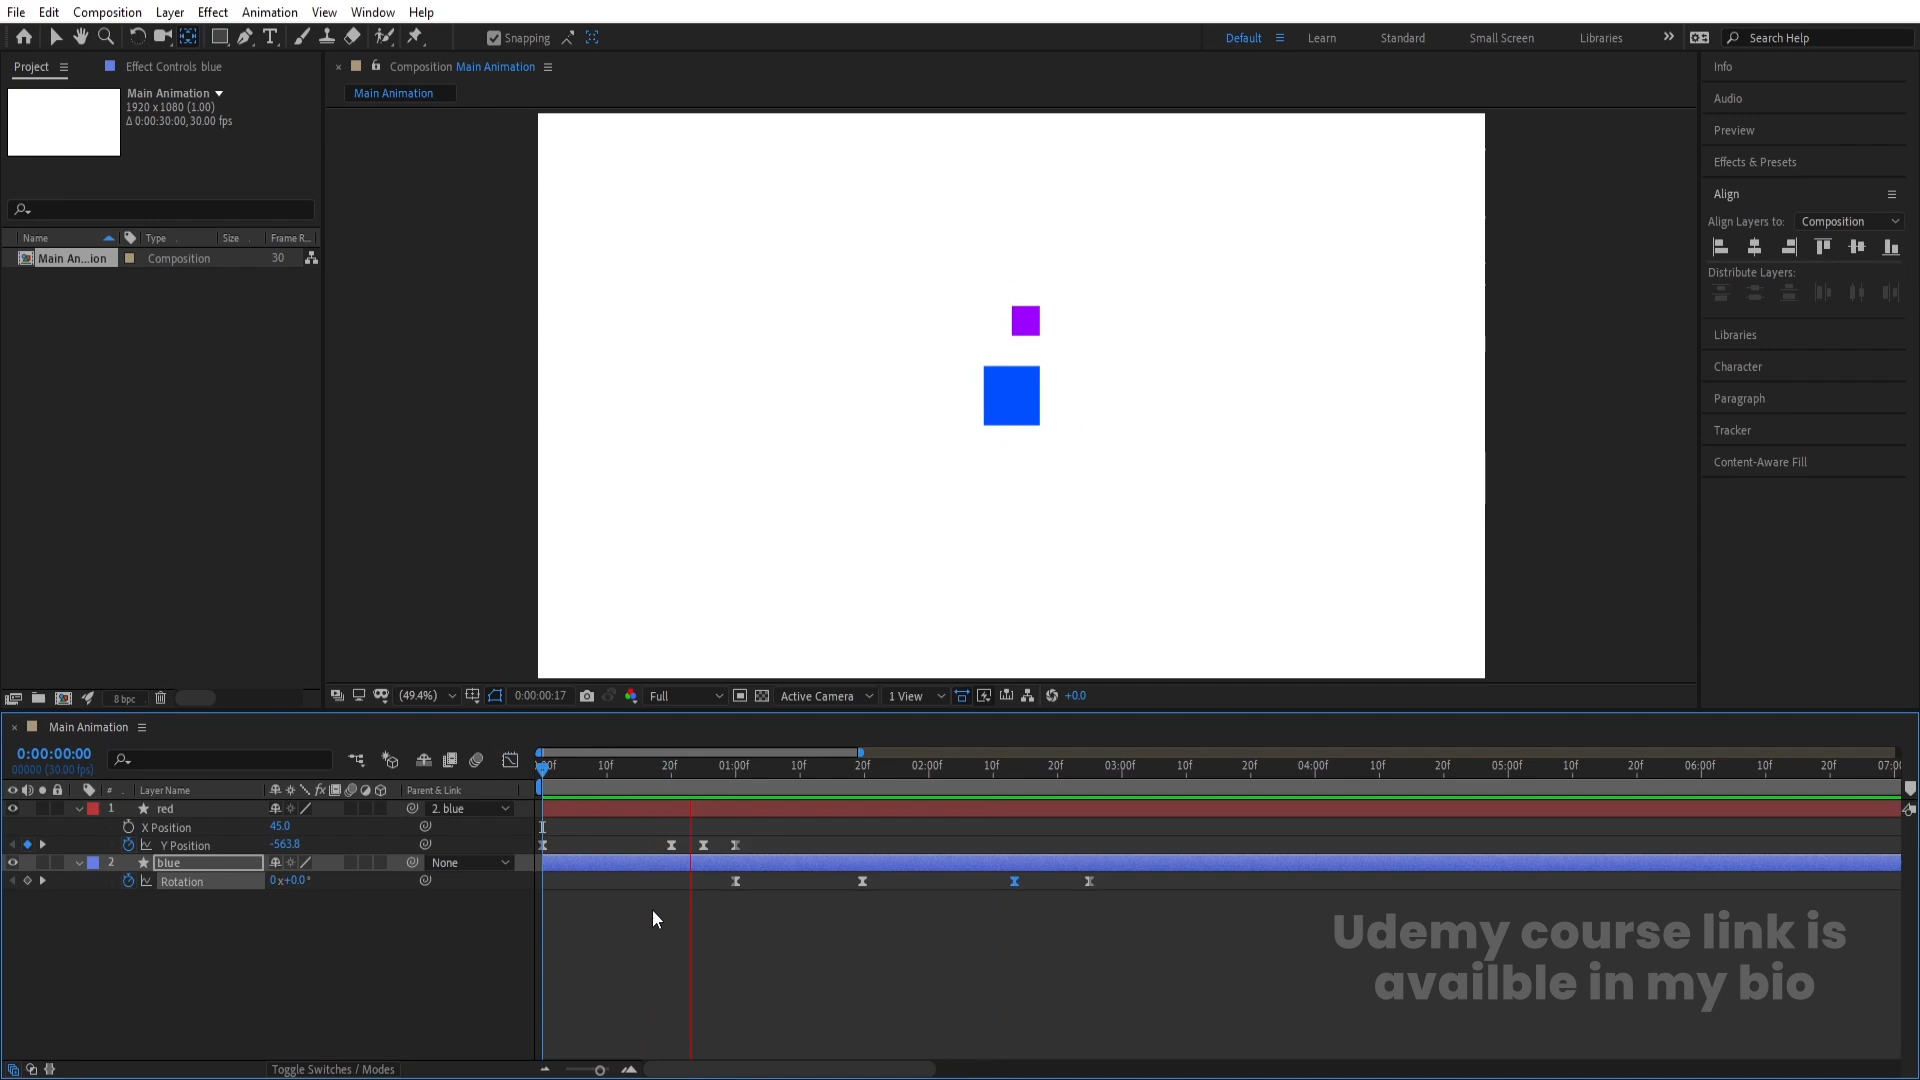 File Edit Composition Layer Effect Animation View Window Help
Snapping
Default Learn Standard Small Screen Libraries Search Help
Project Effect Controls blue
Composition Main Animation
Main Animation
Main Animation
1920 x 1080 (1.00)
Δ 0:00:30:00, 30.00 fps
Name Type Size Frame R...
Main An...ion Composition 30
Info
Audio
Preview
Effects & Presets
Align
Align Layers to: Composition
Distribute Layers:
Libraries
Character
Paragraph
Tracker
Content-Aware Fill
8 bpc
(49.4%) 0:00:00:17 Full Active Camera 1 View +0.0
Main Animation
0:00:00:00
00000 (30.00 fps)
10f 20f 01:00f 10f 20f 02:00f 10f 20f 03:00f 10f 20f 04:00f 10f 20f 05:00f 10f 20f 06:00f 10f 20f
# Layer Name Parent & Link
1 red 2. blue
X Position 45.0
Y Position -563.8
2 blue None
Rotation 0x+0.0°
Udemy course link is
availble in my bio
Toggle Switches / Modes